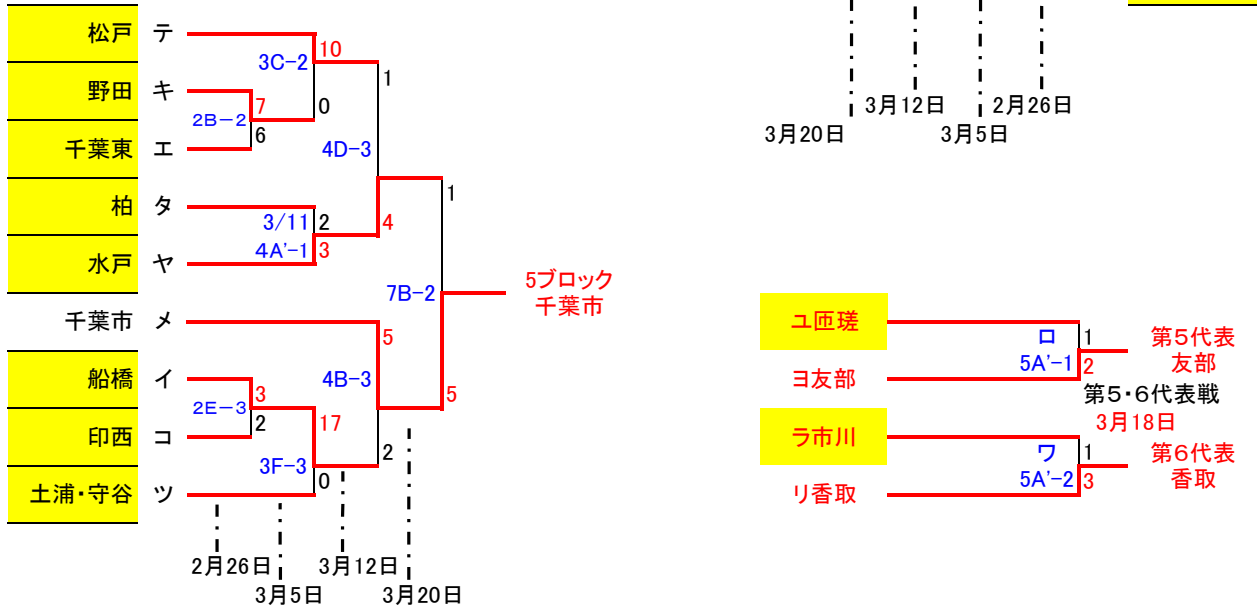 松戸 テ
10
3C-2
1
野田 キ
7
0
2B-2
6
千葉東 エ
4D-3
1
柏 タ
3/11 2
4
4A'-1 3
水戸 ヤ
7B-2
5ブロック
千葉市
千葉市 メ
5
船橋 イ
3
4B-3
5
2E-3
2
17
印西 コ
2
3F-3
0
土浦・守谷 ツ
2月26日
3月12日
3月5日
3月20日
3月12日
2月26日
3月20日
3月5日
ユ匝瑳
ロ
1
第5代表
5A'-1
2
友部
ヨ友部
第5・6代表戦
3月18日
ラ市川
ワ
1
第6代表
5A'-2
3
香取
リ香取